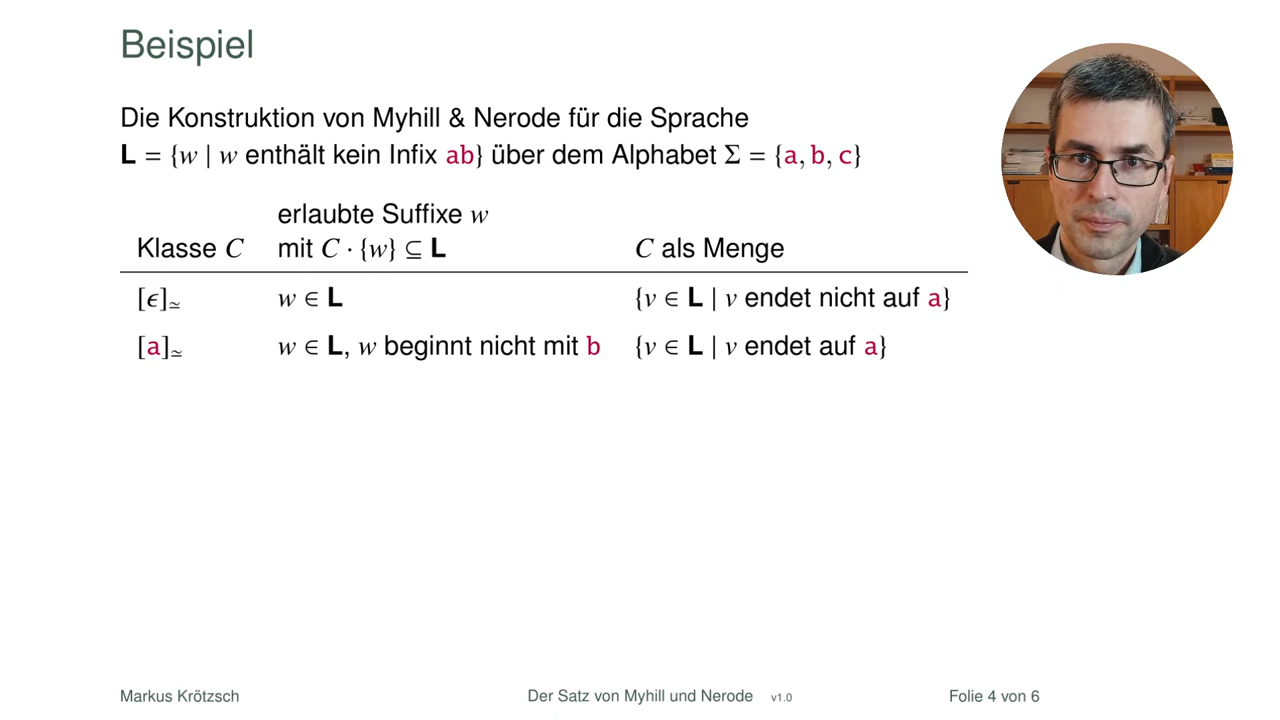 Beispiel
Die Konstruktion von Myhill & Nerode für die Sprache
L = {w | w enthält kein Infix ab} über dem Alphabet Σ = {a, b, c}
erlaubte Suffixe w
Klasse C mit C · {w} ⊆ L C als Menge
[ϵ]≃ w ∈ L {v ∈ L | v endet nicht auf a}
[a]≃ w ∈ L, w beginnt nicht mit b {v ∈ L | v endet auf a}
Markus Krötzsch Der Satz von Myhill und Nerode v1.0 Folie 4 von 6